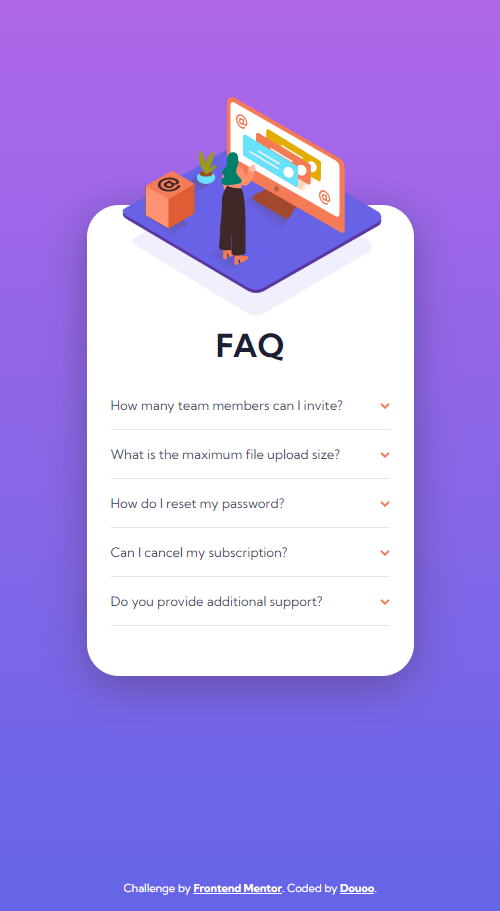 FAQ
How many team members can I invite?
What is the maximum file upload size?
How do I reset my password?
Can I cancel my subscription?
Do you provide additional support?
Challenge by Frontend Mentor. Coded by Douoo.